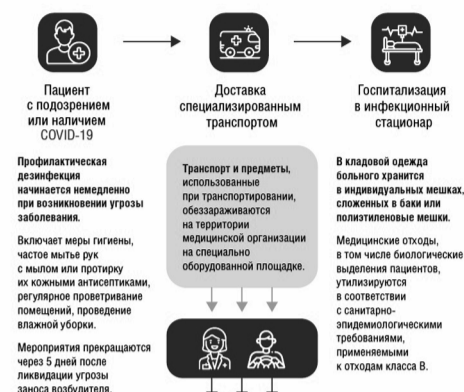 Пациент
с подозрением
или наличием
COVID-19
Доставка
специализированным
транспортом
Госпитализация
в инфекционный
стационар
Профилактическая
дезинфекция
начинается немедленно
при возникновении угрозы
заболевания.
Включает меры гигиены,
частое мытье рук
с мылом или протирку
их кожными антисептиками,
регулярное проветривание
помещений, проведение
влажной уборки.
Мероприятия прекращаются
через 5 дней после
ликвидации угрозы
заноса возбудителя.
Транспорт и предметы,
использованные
при транспортировании,
обеззараживаются
на территории
медицинской организации
на специально
оборудованной площадке.
В кладовой одежда
больного хранится
в индивидуальных мешках,
сложенных в баки или
полиэтиленовые мешки.
Медицинские отходы,
в том числе биологические
выделения пациентов,
утилизируются
в соответствии
с санитарно-
эпидемиологическими
требованиями,
применяемыми
к отходам класса В.